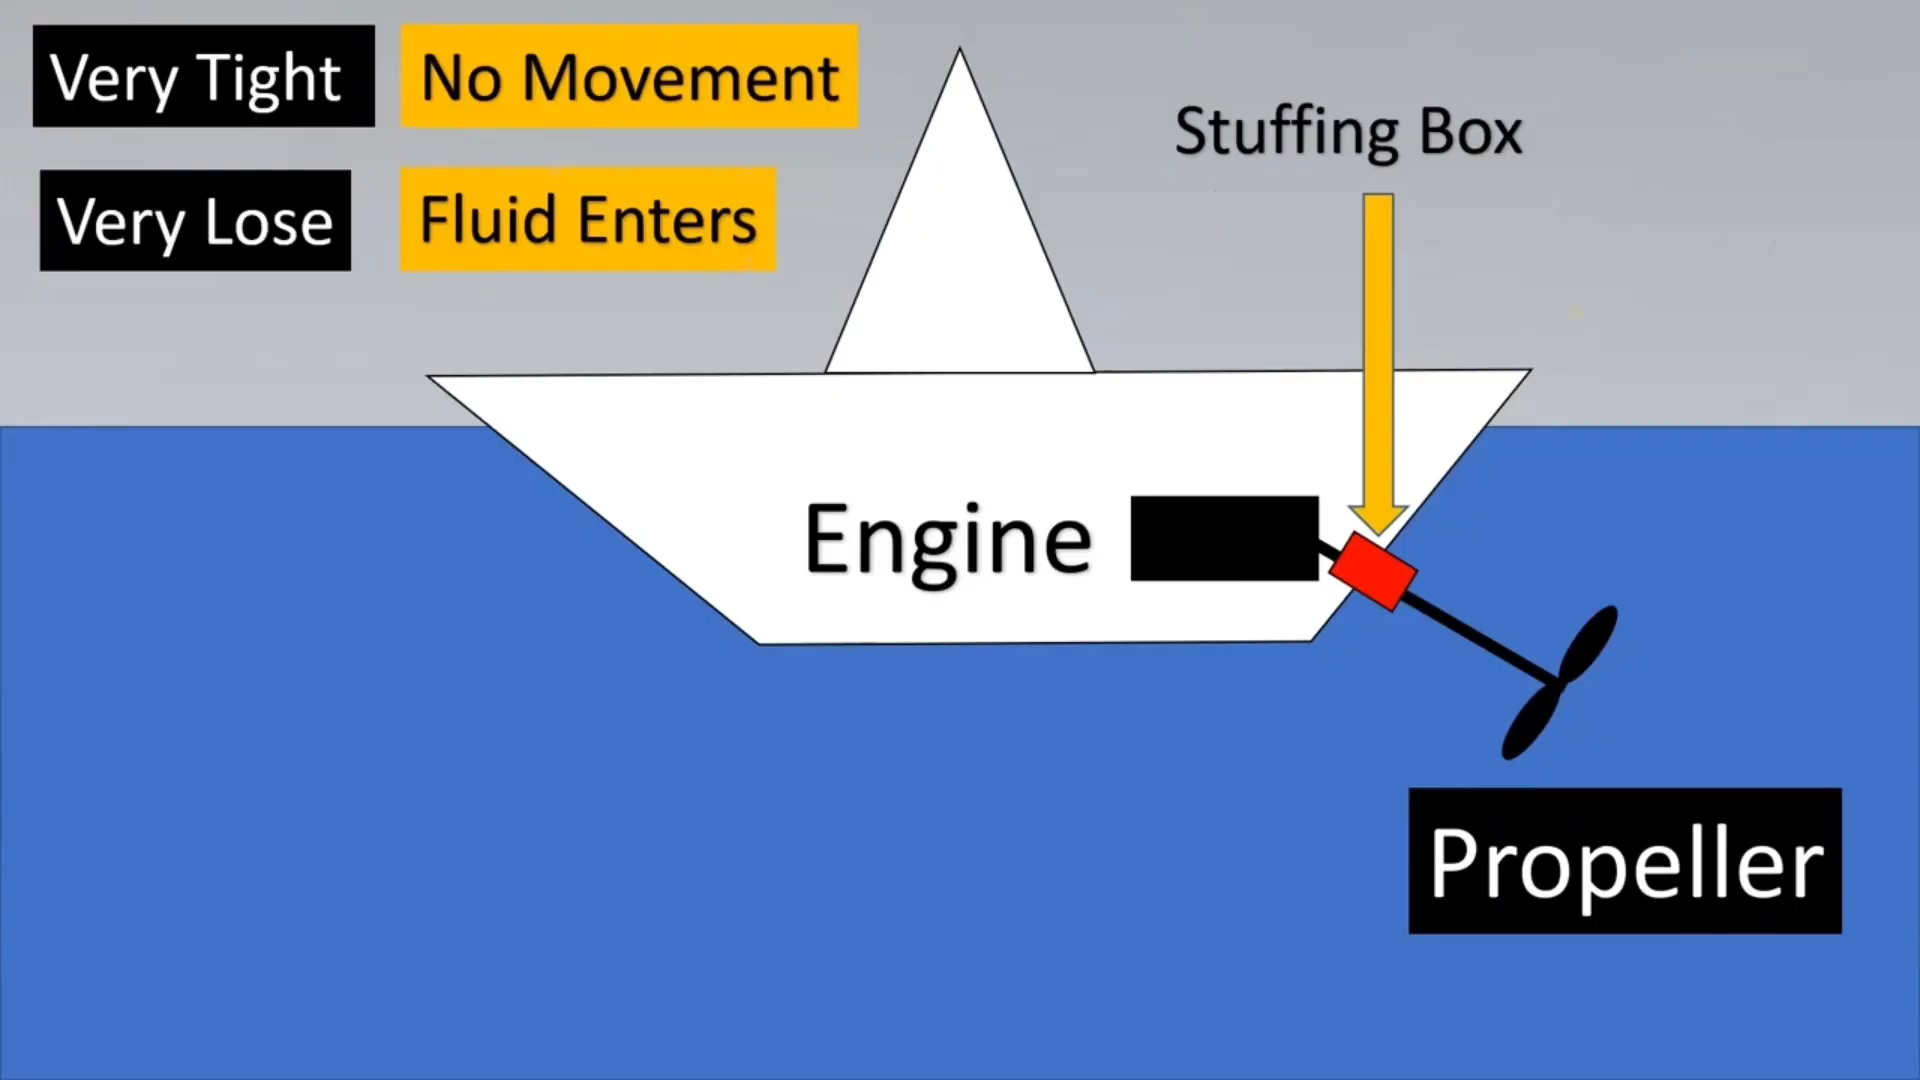 Very Tight
No Movement
Very Lose
Fluid Enters
Stuffing Box
Engine
Propeller